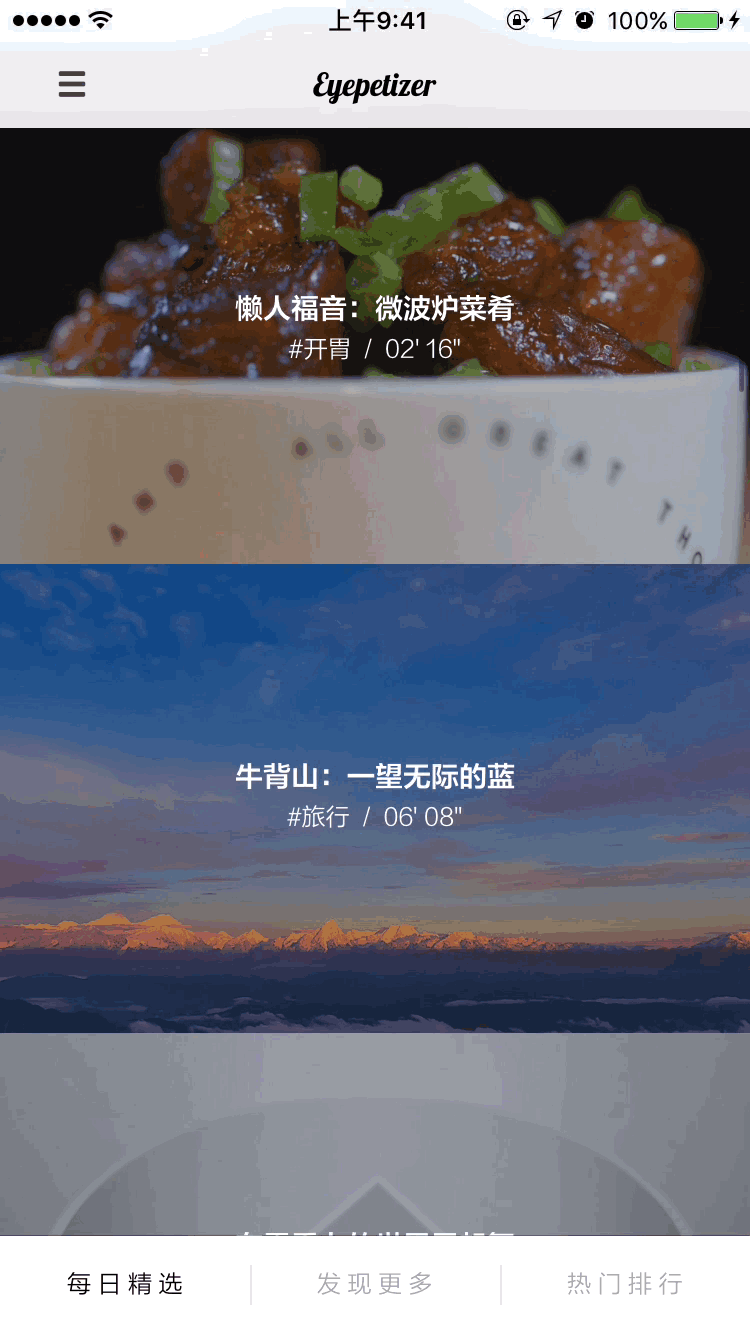 上午9:41
100%
Eyepetizer
懒人福音：微波炉菜肴
#开胃 / 02' 16"
EAT
THO
牛背山：一望无际的蓝
#旅行 / 06' 08"
每日精选
发现更多
热门排行